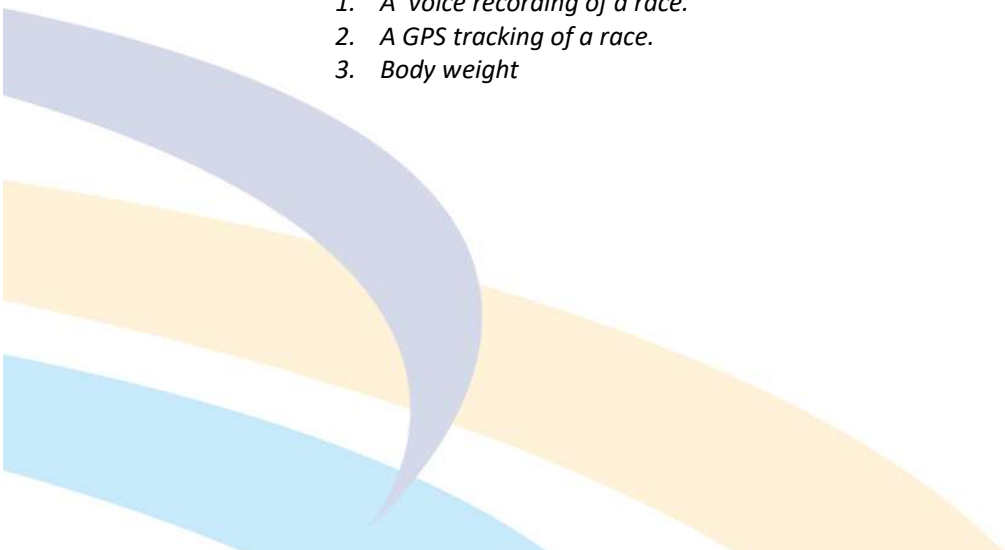 1. A voice recording of a race.
2. A GPS tracking of a race.
3. Body weight